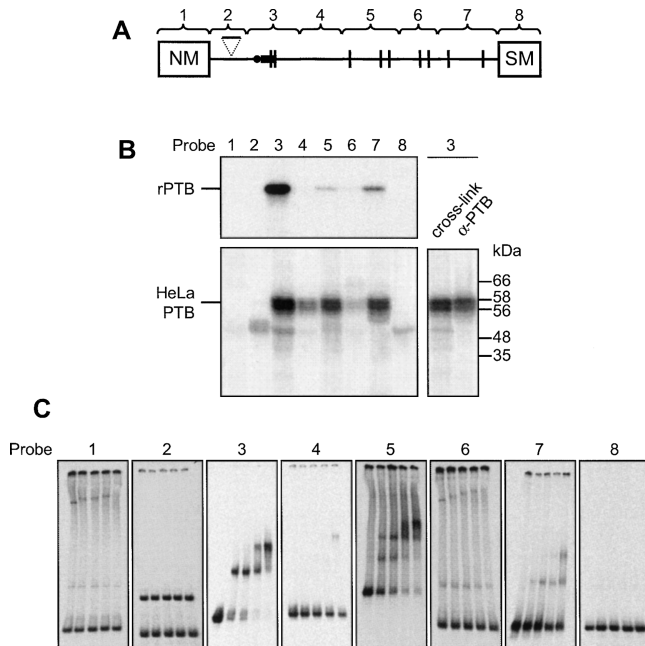 A
1 2 3 4 5 6 7 8
NM SM
B
Probe 1 2 3 4 5 6 7 8 3
rPTB
cross-link
α-PTB
kDa
HeLa
PTB
66
58
56
48
35
C
Probe 1 2 3 4 5 6 7 8